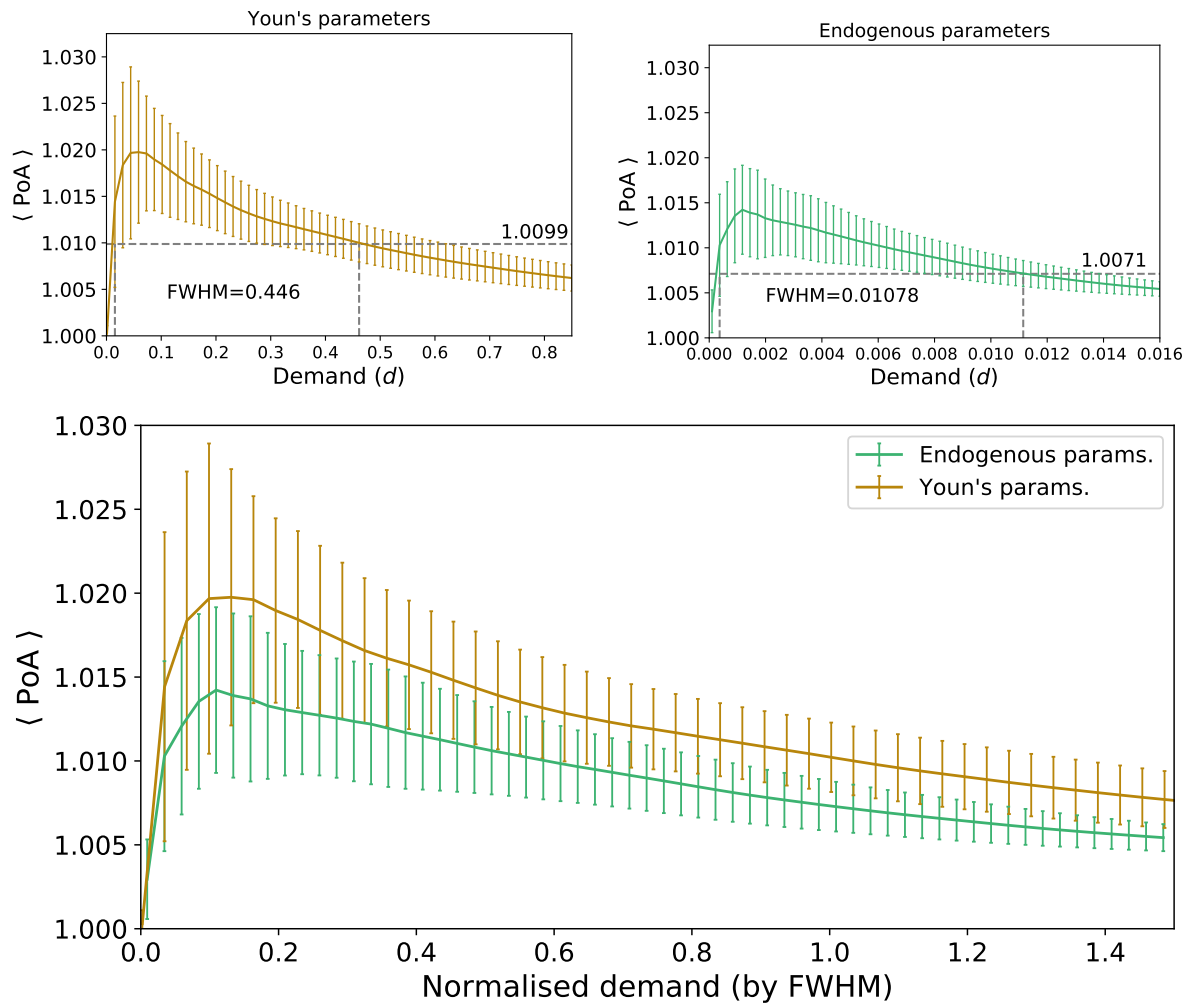 Youn's parameters
⟨ PoA ⟩
1.030
1.025
1.020
1.015
1.010
1.005
1.000
1.0099
FWHM=0.446
0.0 0.1 0.2 0.3 0.4 0.5 0.6 0.7 0.8
Demand (d)
Endogenous parameters
⟨ PoA ⟩
1.030
1.025
1.020
1.015
1.010
1.005
1.000
1.0071
FWHM=0.01078
0.000 0.002 0.004 0.006 0.008 0.010 0.012 0.014 0.016
Demand (d)
⟨ PoA ⟩
1.030
1.025
1.020
1.015
1.010
1.005
1.000
Endogenous params.
Youn's params.
0.0 0.2 0.4 0.6 0.8 1.0 1.2 1.4
Normalised demand (by FWHM)